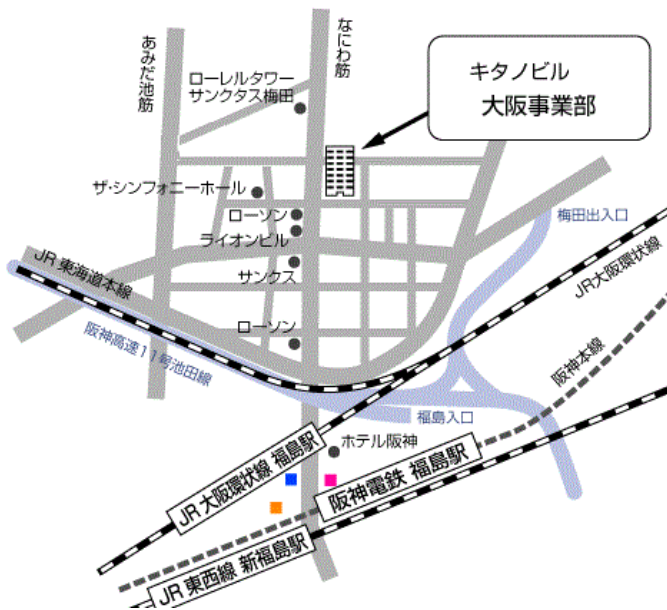 あみだ池筋
なにわ筋
ローレルタワー
サンクタス梅田
キタノビル
大阪事業部
ザ・シンフォニーホール
ローソン
ライオンビル
サンクス
ローソン
梅田出入口
JR大阪環状線
JR東海道本線
阪神高速11号池田線
阪神本線
福島入口
ホテル阪神
JR大阪環状線 福島駅
阪神電鉄 福島駅
JR東西線 新福島駅